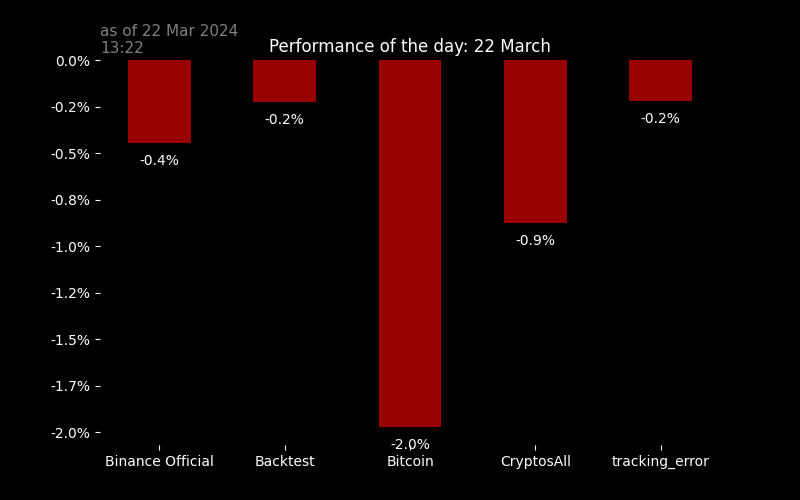 as of 22 Mar 2024
13:22
Performance of the day: 22 March
0.0%
-0.2%
-0.5%
-0.8%
-1.0%
-1.2%
-1.5%
-1.7%
-2.0%
-0.4%
-0.2%
-2.0%
-0.9%
-0.2%
Binance Official
Backtest
Bitcoin
CryptosAll
tracking_error